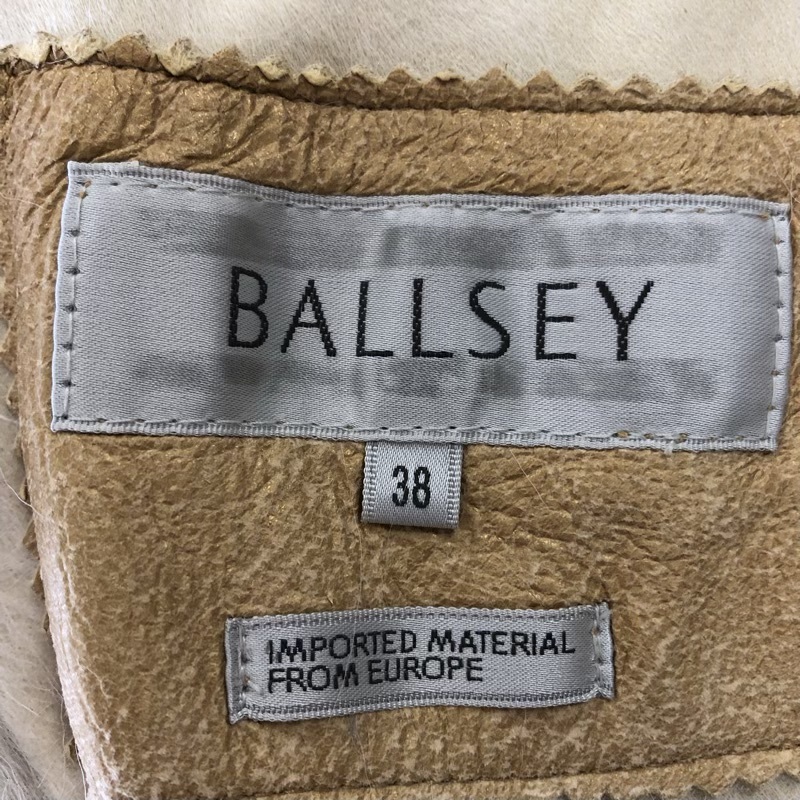 BALLSEY
38
IMPORTED MATERIAL
FROM EUROPE